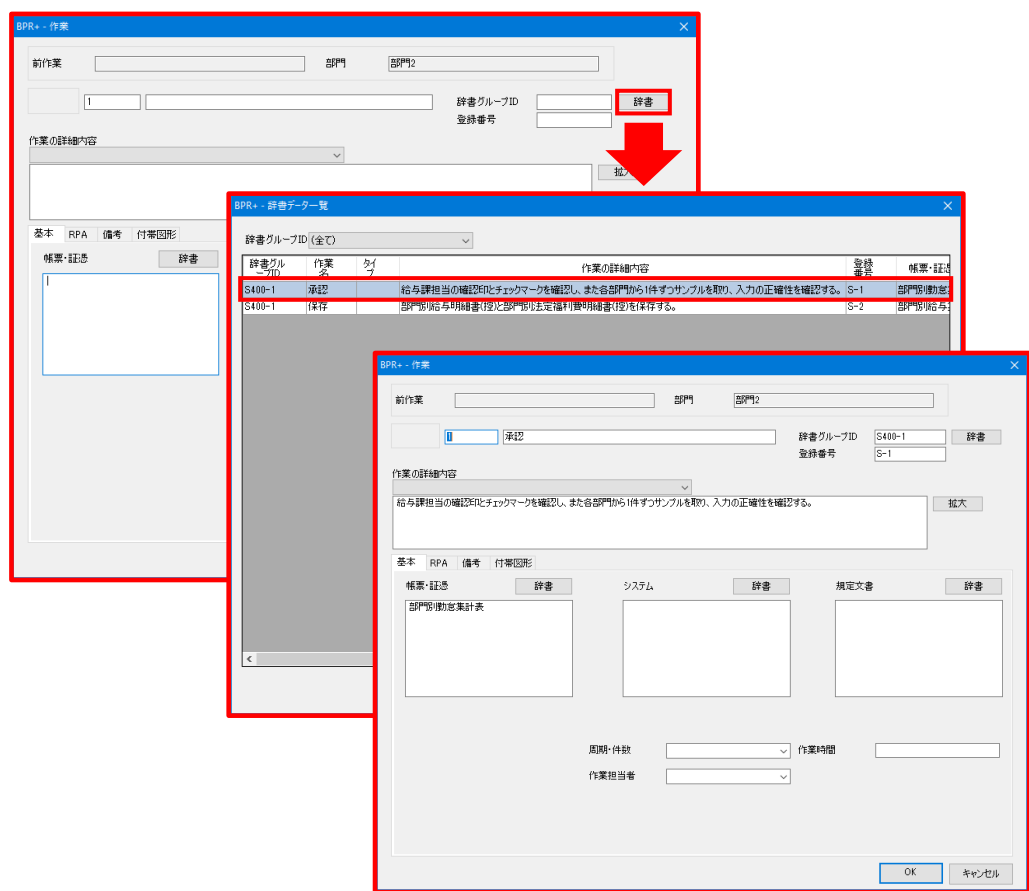 BPR+ - 作業
前作業 部門 部門2
1 辞書グループID 辞書
登録番号
作業の詳細内容
基本 RPA 備考 付帯図形
帳票・証憑 辞書
BPR+ - 辞書データ一覧
辞書グループID (全て)
辞書グループID 作業名 タイプ 作業の詳細内容 登録番号 帳票・証憑
S400-1 承認 給与課担当の確認印とチェックマークを確認し、また各部門から1件ずつサンプルを取り、入力の正確性を確認する。 S-1 部門別勤怠
S400-1 保存 部門別給与明細書(控)と部門別法定福利費明細書(控)を保存する。 S-2 部門別給与
BPR+ - 作業
前作業 部門 部門2
1 承認 辞書グループID S400-1 辞書
登録番号 S-1
作業の詳細内容
給与課担当の確認印とチェックマークを確認し、また各部門から1件ずつサンプルを取り、入力の正確性を確認する。 拡大
基本 RPA 備考 付帯図形
帳票・証憑 辞書 システム 辞書 規定文書 辞書
部門別勤怠集計表
周期・件数 作業時間
作業担当者
OK キャンセル